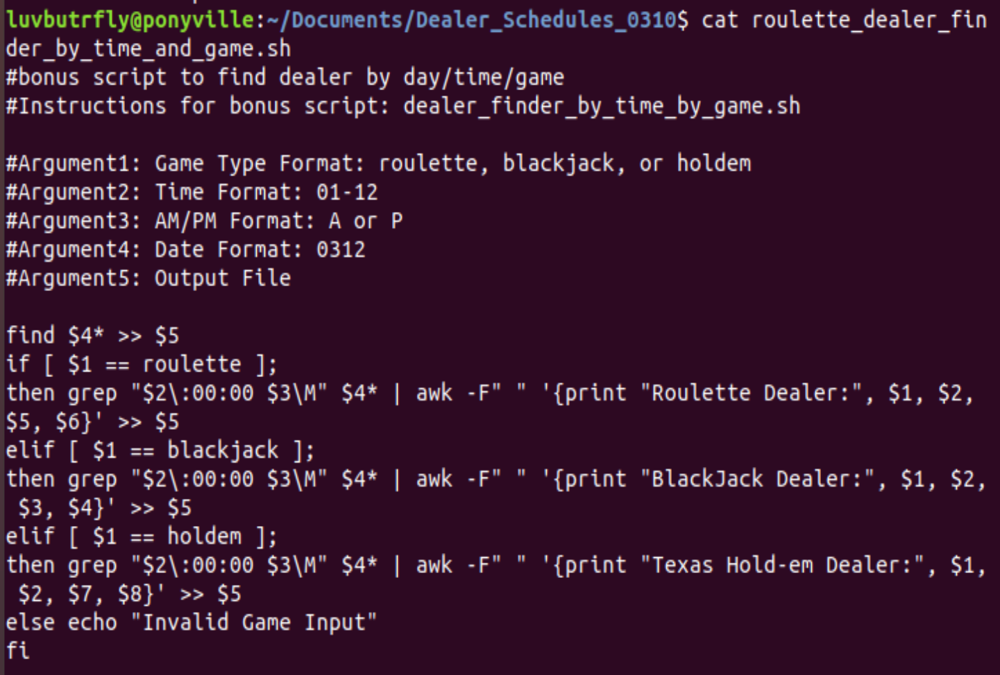 luvbutrfly@ponyville:~/Documents/Dealer_Schedules_0310$ cat roulette_dealer_fin
der_by_time_and_game.sh
#bonus script to find dealer by day/time/game
#Instructions for bonus script: dealer_finder_by_time_by_game.sh

#Argument1: Game Type Format: roulette, blackjack, or holdem
#Argument2: Time Format: 01-12
#Argument3: AM/PM Format: A or P
#Argument4: Date Format: 0312
#Argument5: Output File

find $4* >> $5
if [ $1 == roulette ];
then grep "$2\:00:00 $3\M" $4* | awk -F" " '{print "Roulette Dealer:", $1, $2,
$5, $6}' >> $5
elif [ $1 == blackjack ];
then grep "$2\:00:00 $3\M" $4* | awk -F" " '{print "BlackJack Dealer:", $1, $2,
 $3, $4}' >> $5
elif [ $1 == holdem ];
then grep "$2\:00:00 $3\M" $4* | awk -F" " '{print "Texas Hold-em Dealer:", $1,
 $2, $7, $8}' >> $5
else echo "Invalid Game Input"
fi